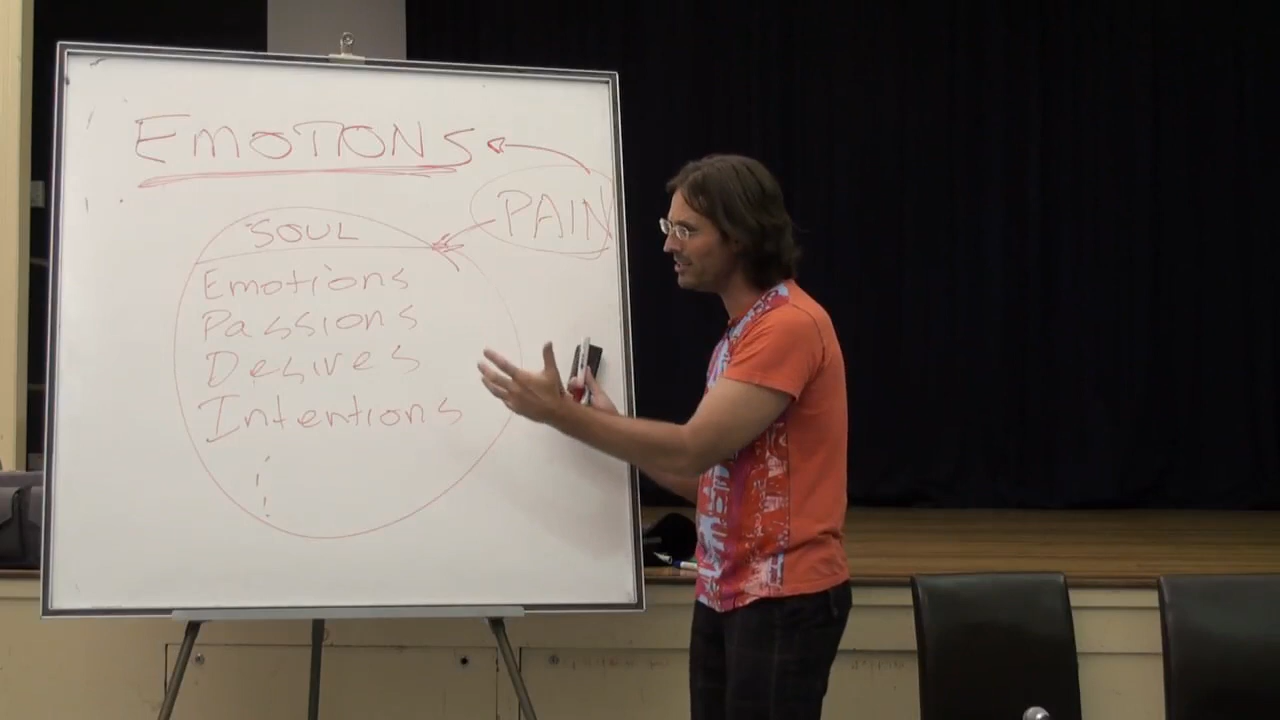 EMOTIONS
PAIN
SOUL
Emotions
Passions
Desires
Intentions